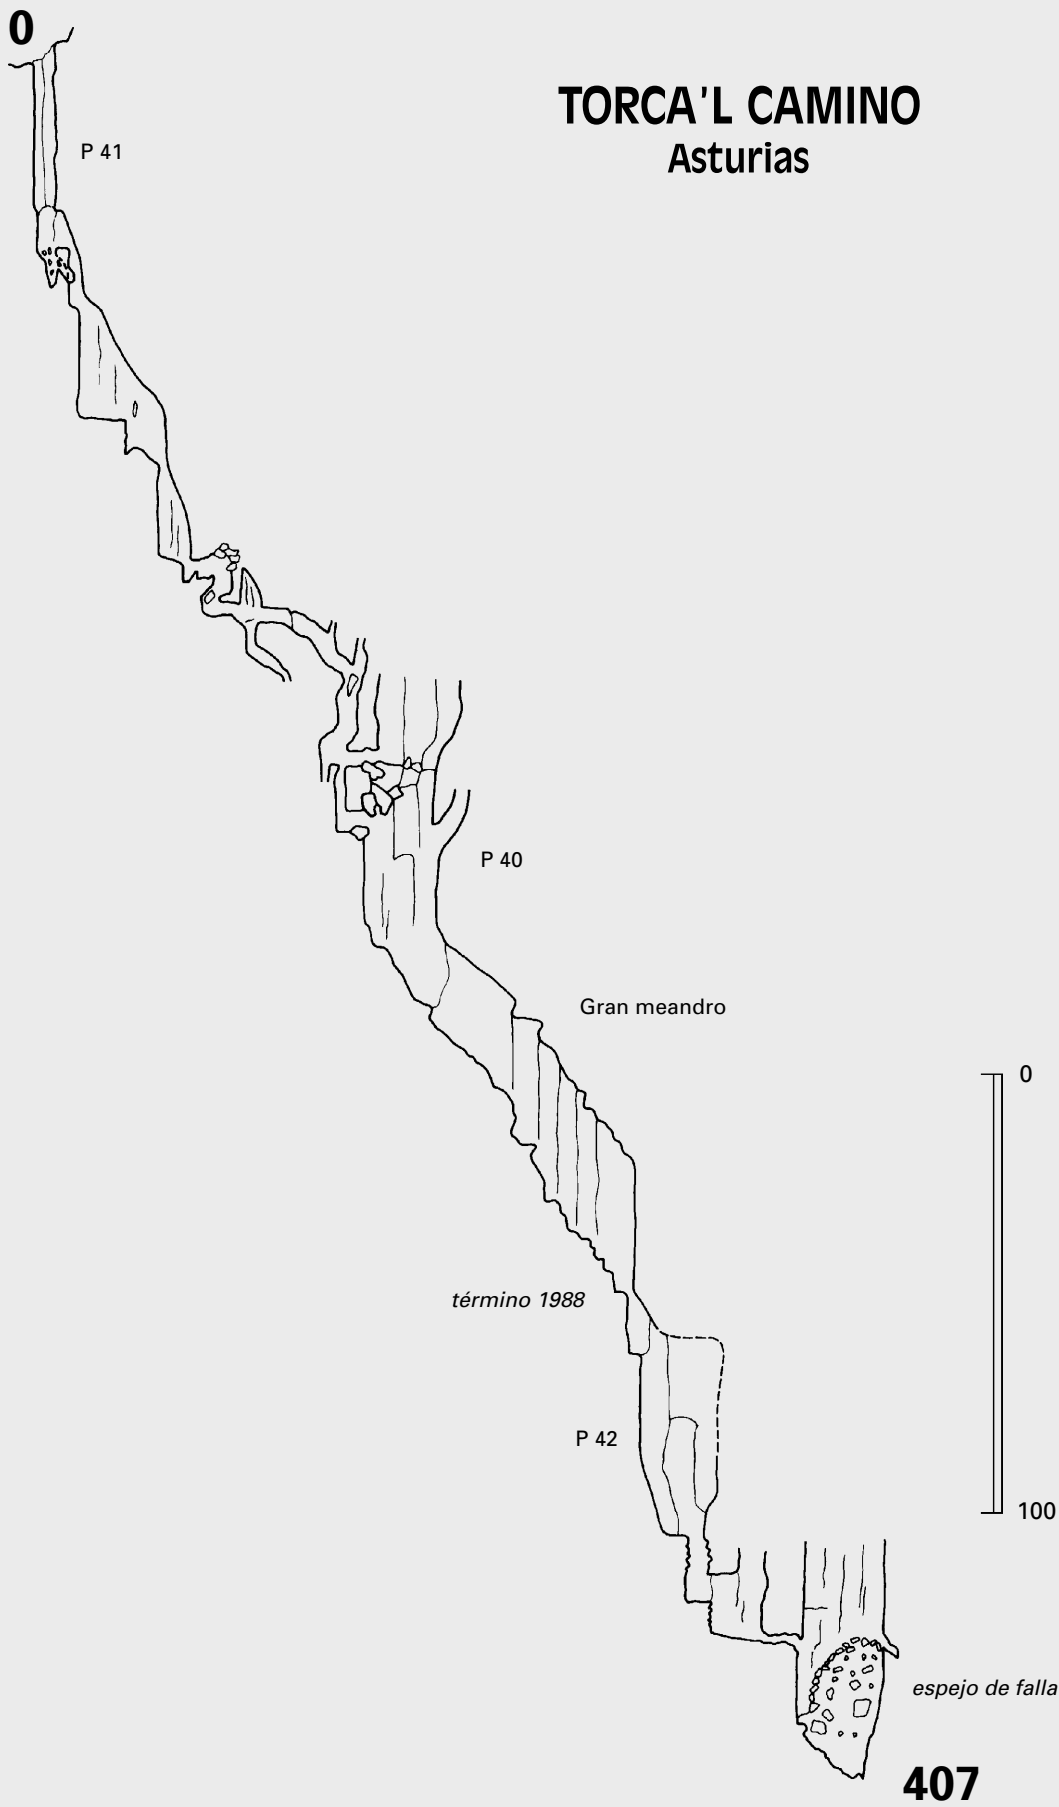 0
TORCA'L CAMINO
Asturias
P 41
P 40
Gran meandro
0
término 1988
P 42
100
espejo de falla
407